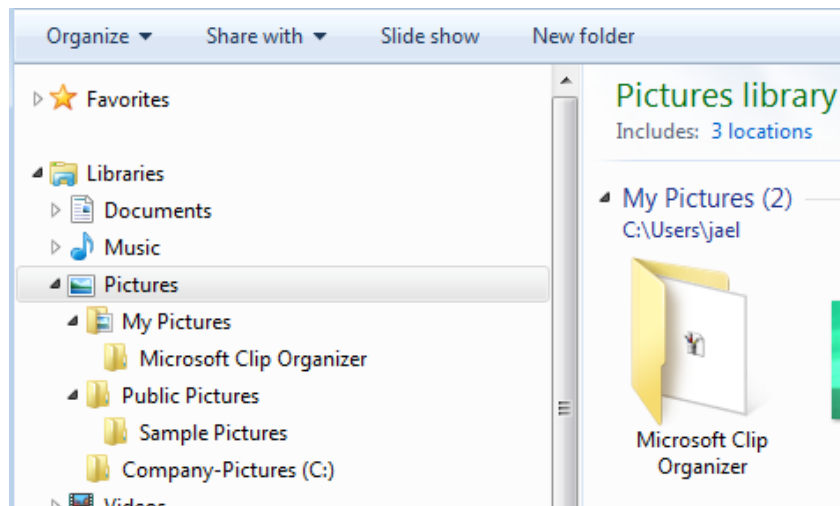 Organize Share with Slide show New folder
Favorites
Libraries
Documents
Music
Pictures
My Pictures
Microsoft Clip Organizer
Public Pictures
Sample Pictures
Company-Pictures (C:)
Videos
Pictures library
Includes: 3 locations
My Pictures (2)
C:\Users\jael
Microsoft Clip
Organizer